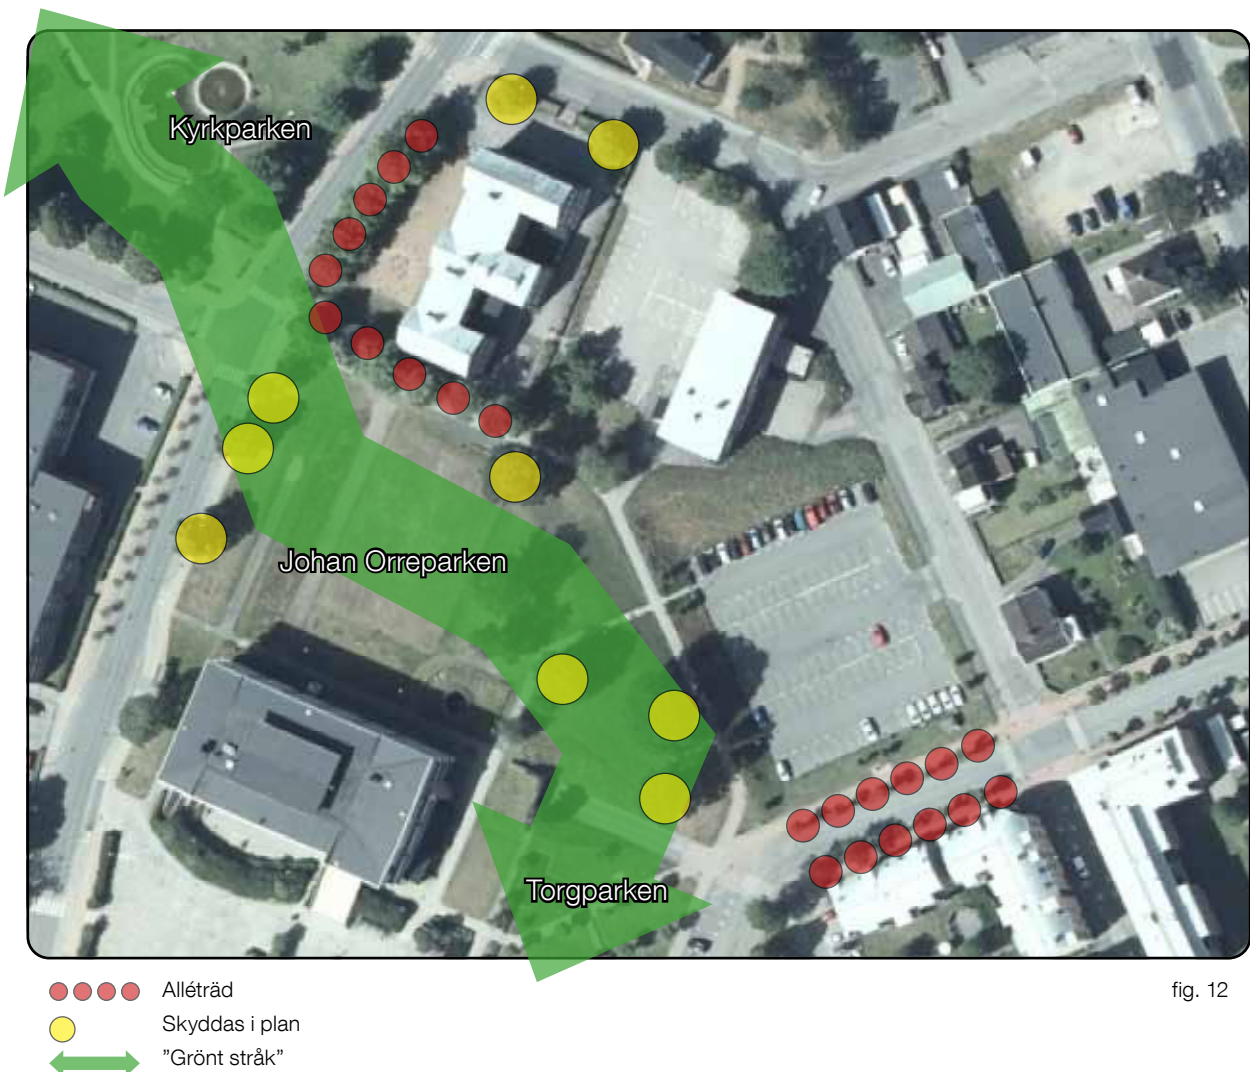 Kyrkparken
Johan Orreparken
Torgparken
Alléträd
fig. 12
Skyddas i plan
”Grönt stråk”